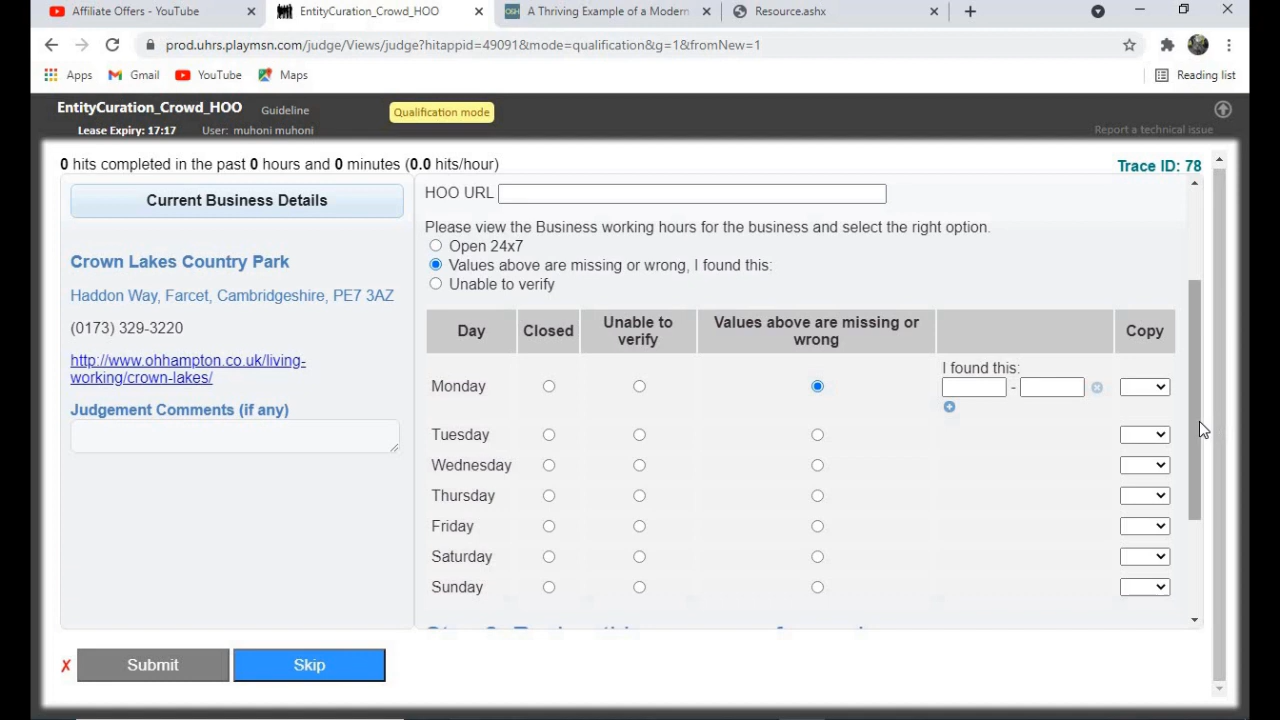 Affiliate Offers - YouTube
EntityCuration_Crowd_HOO
A Thriving Example of a Modern
Resource.ashx
prod.uhrs.playmsn.com/judge/Views/judge?hitappid=49091&mode=qualification&g=1&fromNew=1
Apps
Gmail
YouTube
Maps
Reading list
EntityCuration_Crowd_HOO
Guideline
Qualification mode
Lease Expiry: 17:17
User: muhoni muhoni
Report a technical issue
0 hits completed in the past 0 hours and 0 minutes (0.0 hits/hour)
Trace ID: 78
Current Business Details
Crown Lakes Country Park
Haddon Way, Farcet, Cambridgeshire, PE7 3AZ
(0173) 329-3220
http://www.ohhampton.co.uk/living-
working/crown-lakes/
Judgement Comments (if any)
HOO URL
Please view the Business working hours for the business and select the right option.
Open 24x7
Values above are missing or wrong, I found this:
Unable to verify
Day
Closed
Unable to
verify
Values above are missing or
wrong
Copy
Monday
I found this:
-
Tuesday
Wednesday
Thursday
Friday
Saturday
Sunday
Submit
Skip